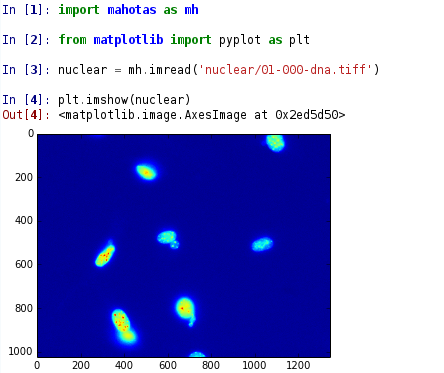 In [1]: import mahotas as mh
In [2]: from matplotlib import pyplot as plt
In [3]: nuclear = mh.imread('nuclear/01-000-dna.tiff')
In [4]: plt.imshow(nuclear)
Out[4]: <matplotlib.image.AxesImage at 0x2ed5d50>
0
200
400
600
800
1000
0 200 400 600 800 1000 1200